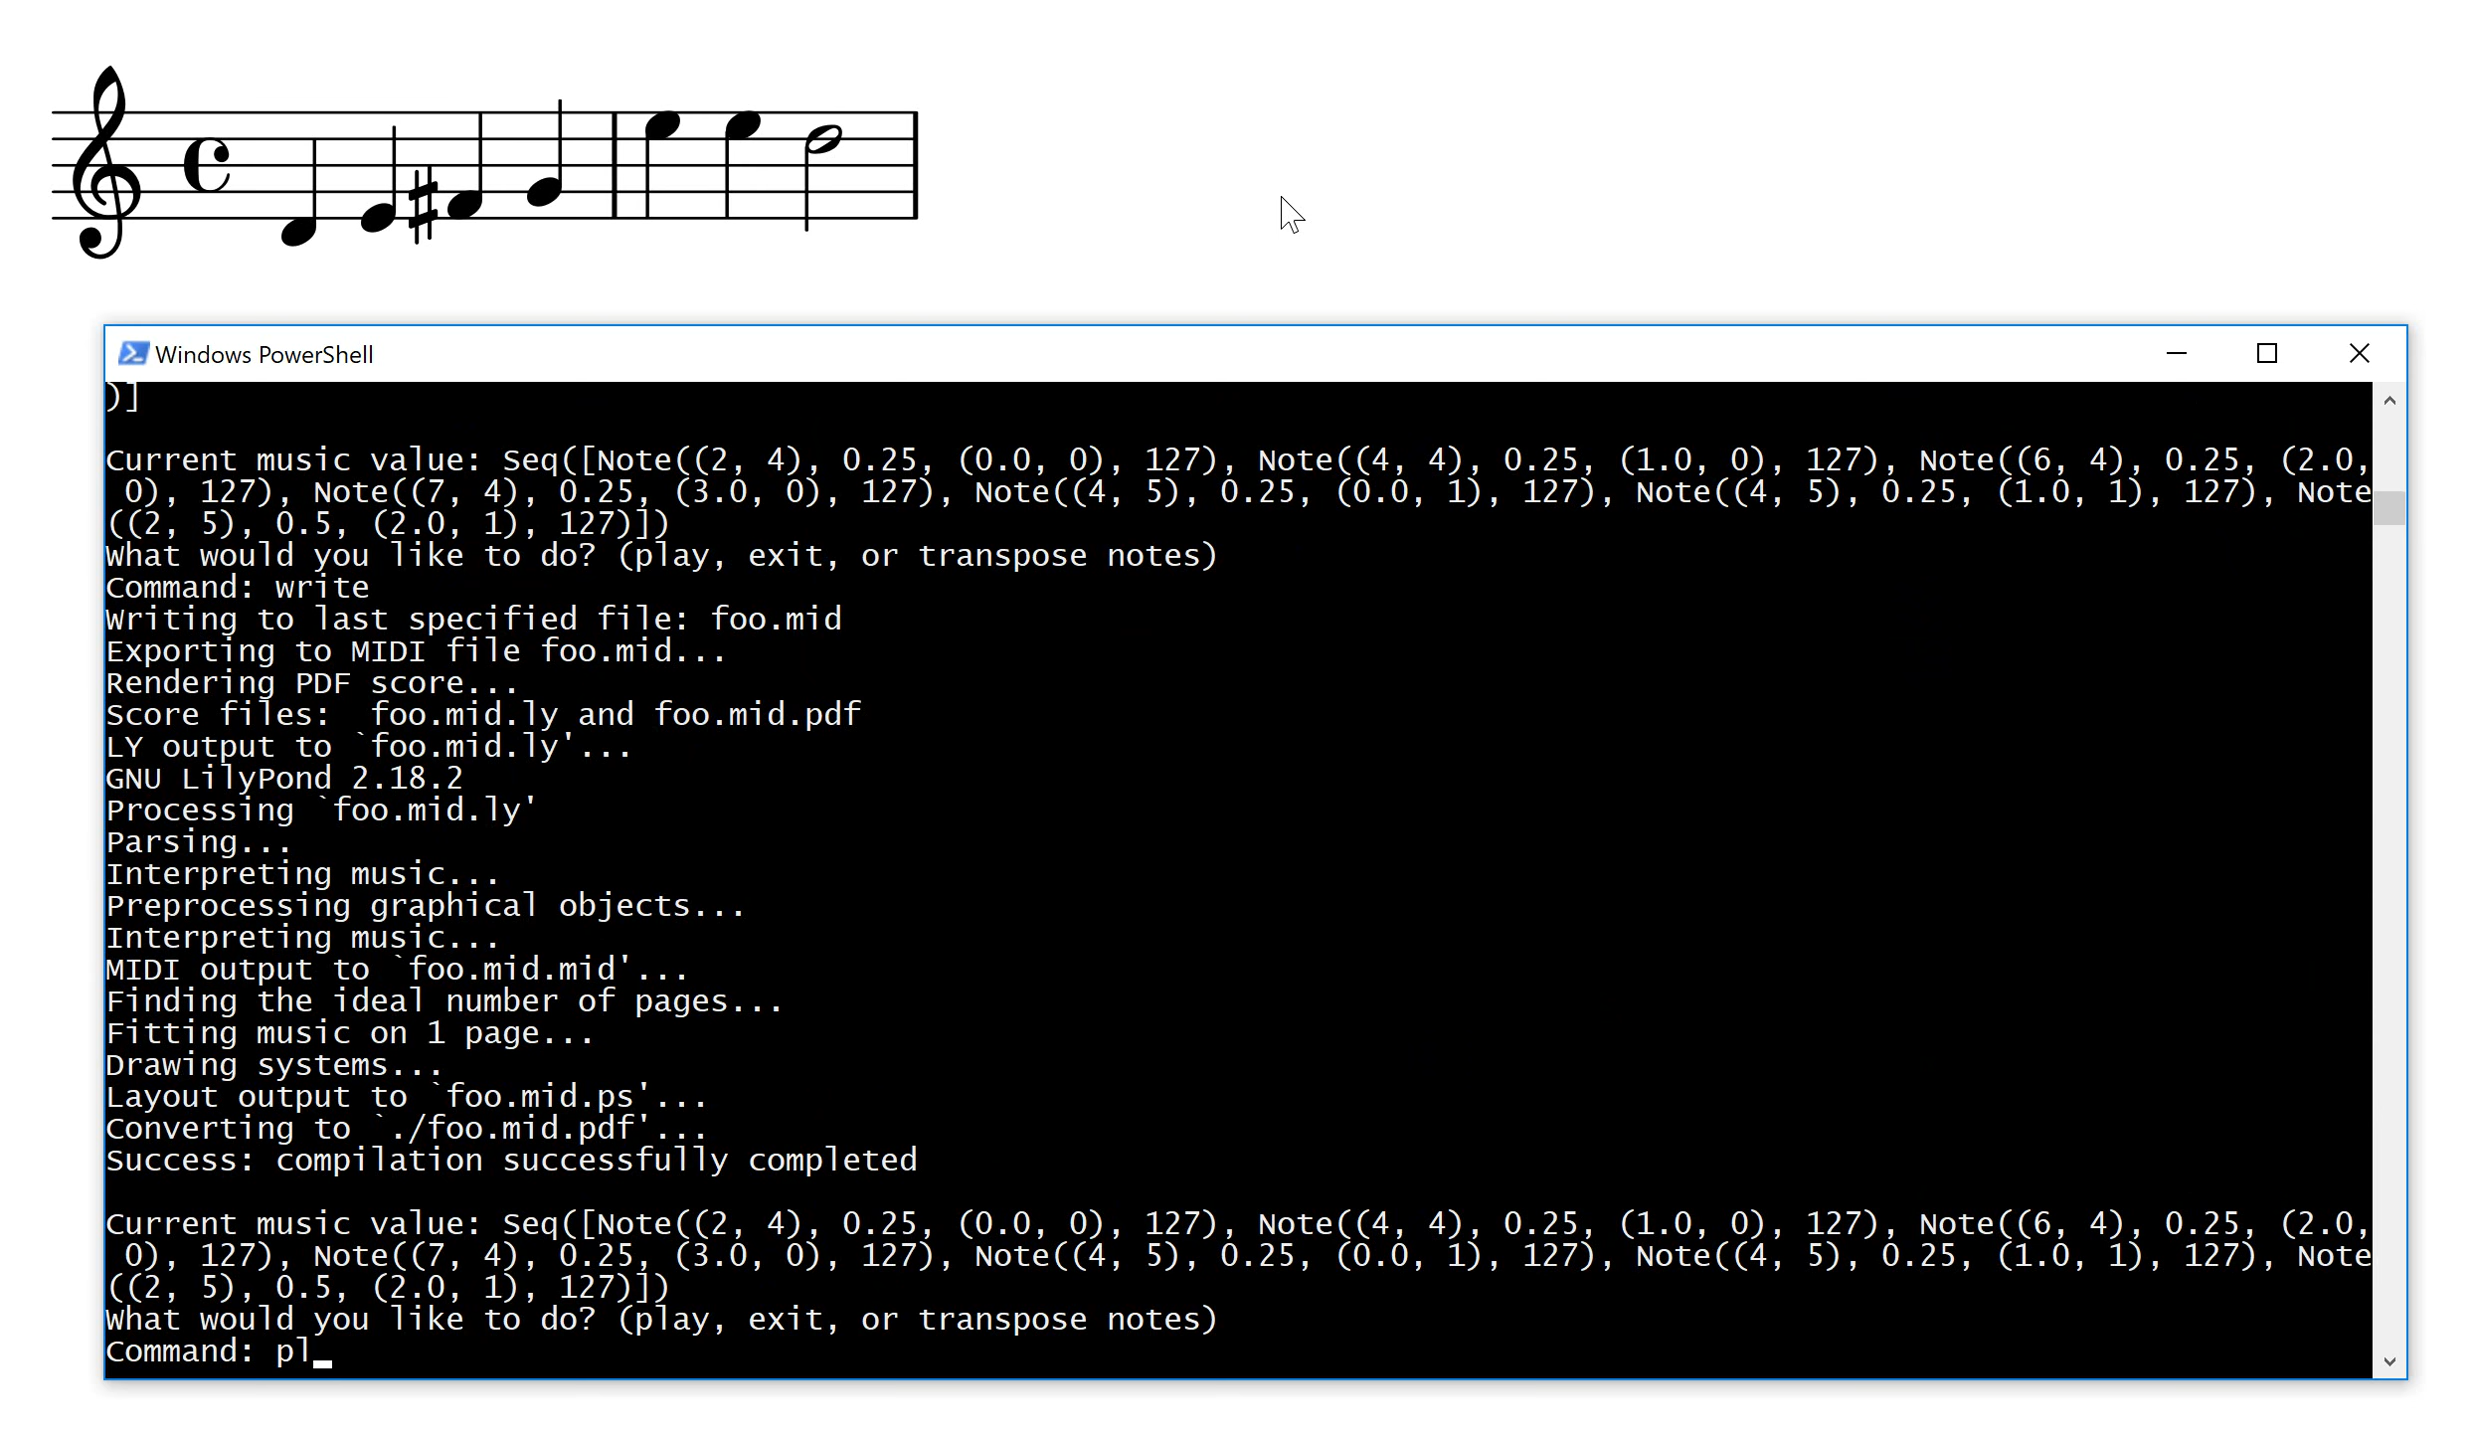 Windows PowerShell
)]
Current music value: Seq([Note((2, 4), 0.25, (0.0, 0), 127), Note((4, 4), 0.25, (1.0, 0), 127), Note((6, 4), 0.25, (2.0,
 0), 127), Note((7, 4), 0.25, (3.0, 0), 127), Note((4, 5), 0.25, (0.0, 1), 127), Note((4, 5), 0.25, (1.0, 1), 127), Note
((2, 5), 0.5, (2.0, 1), 127)])
What would you like to do? (play, exit, or transpose notes)
Command: write
Writing to last specified file: foo.mid
Exporting to MIDI file foo.mid...
Rendering PDF score...
Score files:  foo.mid.ly and foo.mid.pdf
LY output to `foo.mid.ly'...
GNU LilyPond 2.18.2
Processing `foo.mid.ly'
Parsing...
Interpreting music...
Preprocessing graphical objects...
Interpreting music...
MIDI output to `foo.mid.mid'...
Finding the ideal number of pages...
Fitting music on 1 page...
Drawing systems...
Layout output to `foo.mid.ps'...
Converting to `./foo.mid.pdf'...
Success: compilation successfully completed
Current music value: Seq([Note((2, 4), 0.25, (0.0, 0), 127), Note((4, 4), 0.25, (1.0, 0), 127), Note((6, 4), 0.25, (2.0,
 0), 127), Note((7, 4), 0.25, (3.0, 0), 127), Note((4, 5), 0.25, (0.0, 1), 127), Note((4, 5), 0.25, (1.0, 1), 127), Note
((2, 5), 0.5, (2.0, 1), 127)])
What would you like to do? (play, exit, or transpose notes)
Command: pl